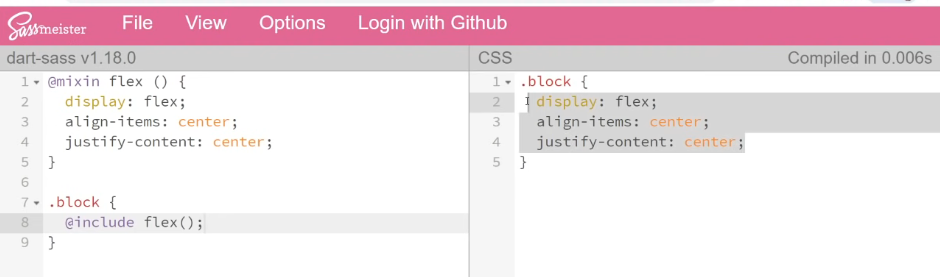 Sassmeister File View Options Login with Github
dart-sass v1.18.0
1 @mixin flex () {
2 display: flex;
3 align-items: center;
4 justify-content: center;
5 }
6
7 .block {
8 @include flex();
9 }
CSS Compiled in 0.006s
1 .block {
2 display: flex;
3 align-items: center;
4 justify-content: center;
5 }